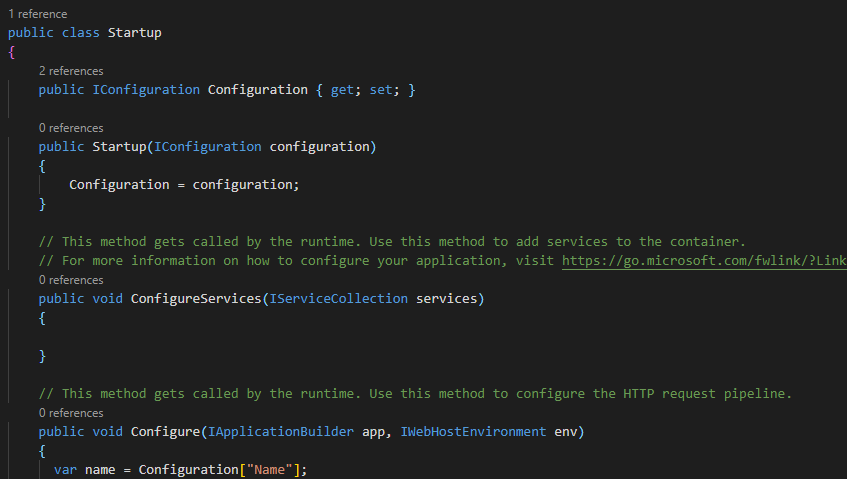 1 reference
public class Startup
{
2 references
public IConfiguration Configuration { get; set; }
0 references
public Startup(IConfiguration configuration)
{
Configuration = configuration;
}
// This method gets called by the runtime. Use this method to add services to the container.
// For more information on how to configure your application, visit https://go.microsoft.com/fwlink/?Link
0 references
public void ConfigureServices(IServiceCollection services)
{
}
// This method gets called by the runtime. Use this method to configure the HTTP request pipeline.
0 references
public void Configure(IApplicationBuilder app, IWebHostEnvironment env)
{
var name = Configuration["Name"];